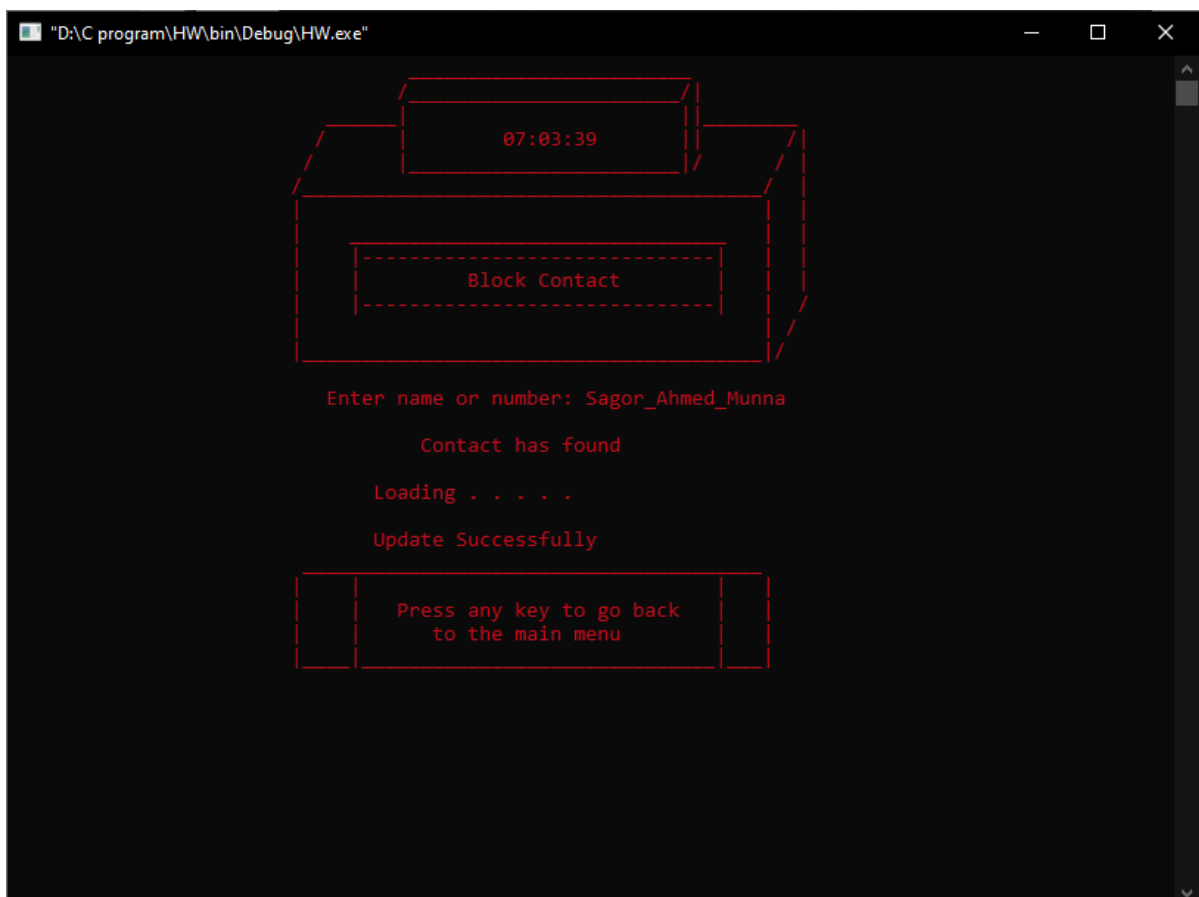 "D:\C program\HW\bin\Debug\HW.exe"
07:03:39
Block Contact
Enter name or number: Sagor_Ahmed_Munna
Contact has found
Loading . . . . .
Update Successfully
Press any key to go back
to the main menu